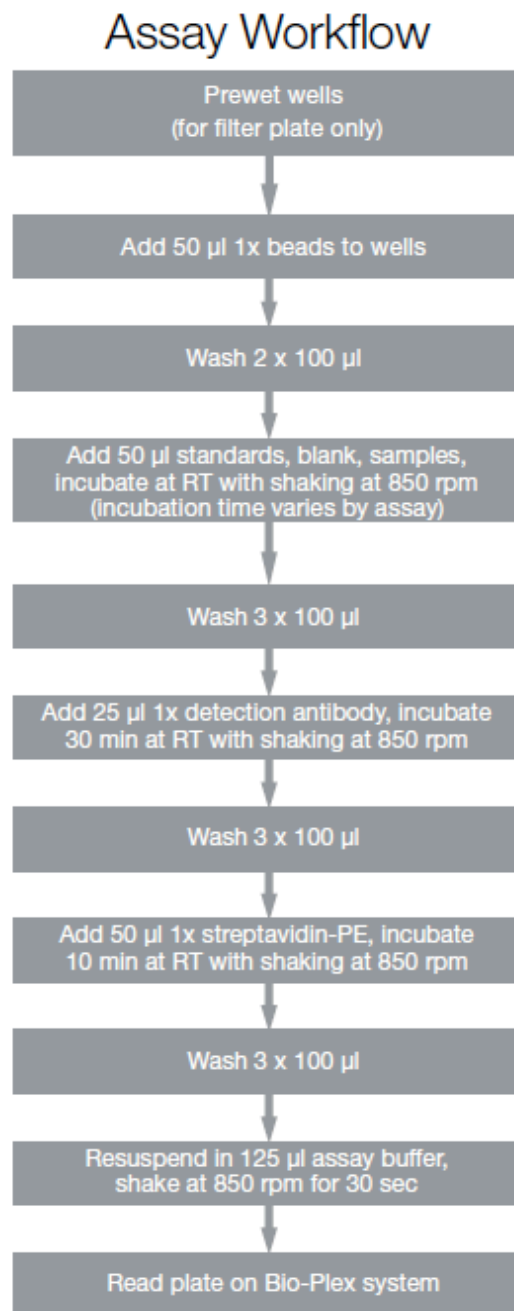 Assay Workflow
Prewet wells
(for filter plate only)
Add 50 µl 1x beads to wells
Wash 2 x 100 µl
Add 50 µl standards, blank, samples,
incubate at RT with shaking at 850 rpm
(incubation time varies by assay)
Wash 3 x 100 µl
Add 25 µl 1x detection antibody, incubate
30 min at RT with shaking at 850 rpm
Wash 3 x 100 µl
Add 50 µl 1x streptavidin-PE, incubate
10 min at RT with shaking at 850 rpm
Wash 3 x 100 µl
Resuspend in 125 µl assay buffer,
shake at 850 rpm for 30 sec
Read plate on Bio-Plex system